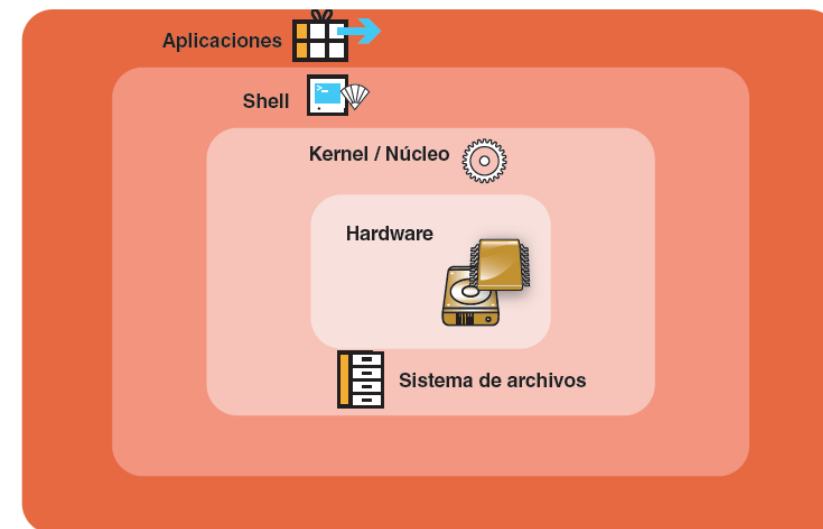 Aplicaciones
Shell
>_
Kernel / Núcleo
Hardware
Sistema de archivos